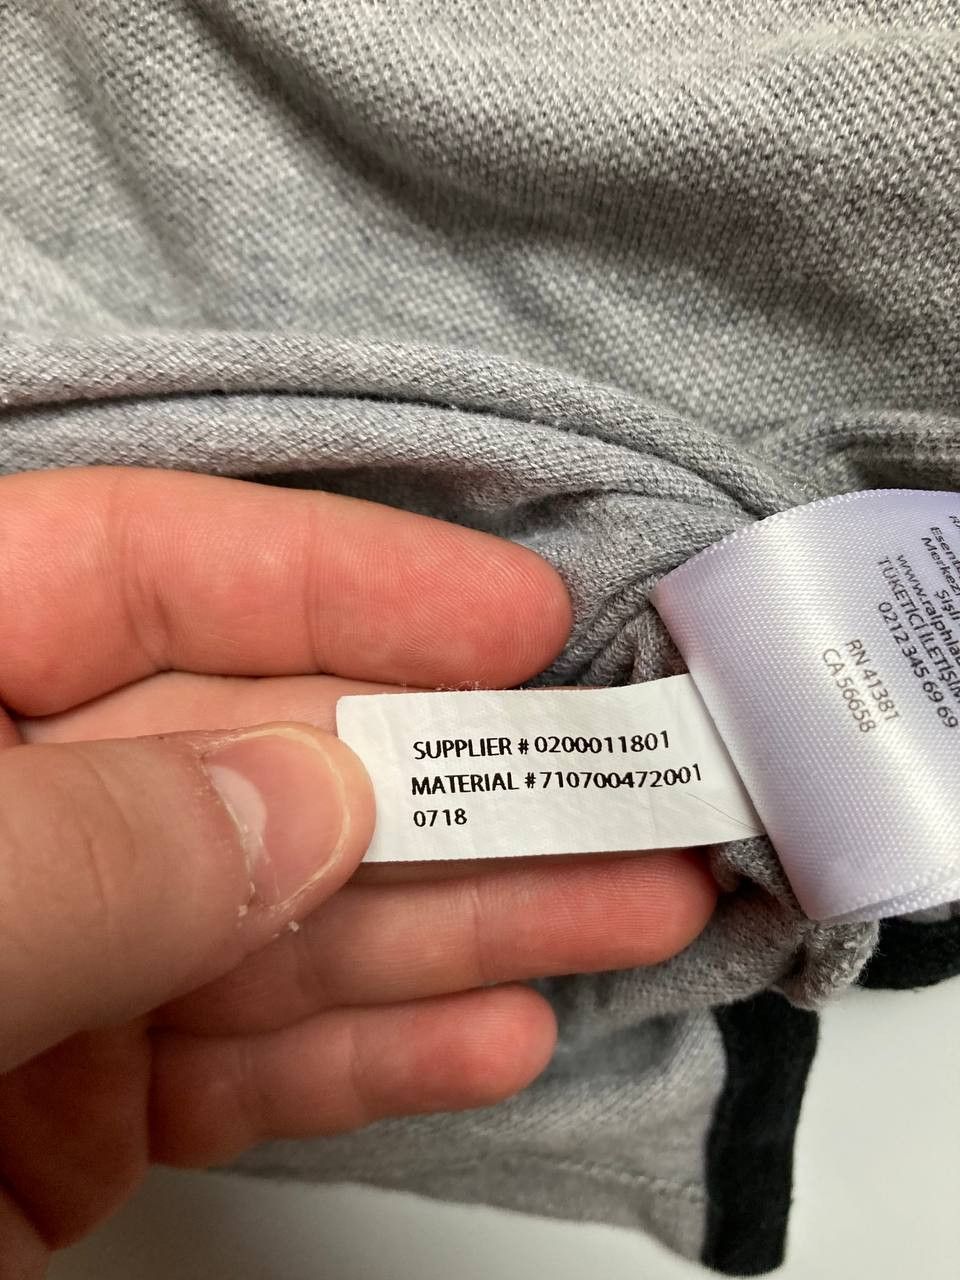 SUPPLIER # 0200011801
MATERIAL # 710700472001
0718
Merkezi
Şişli
www.ralphla
TÜKETİCİ İLETİŞİM
0212 345 69 69
RN 41381
CA 56658